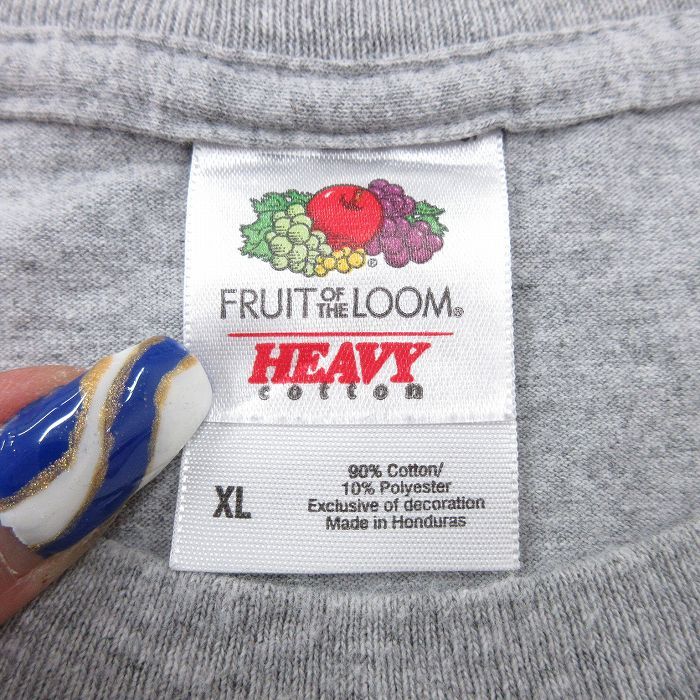 FRUIT OF THE LOOM®
HEAVY
cotton
XL
90% Cotton/
10% Polyester
Exclusive of decoration
Made in Honduras